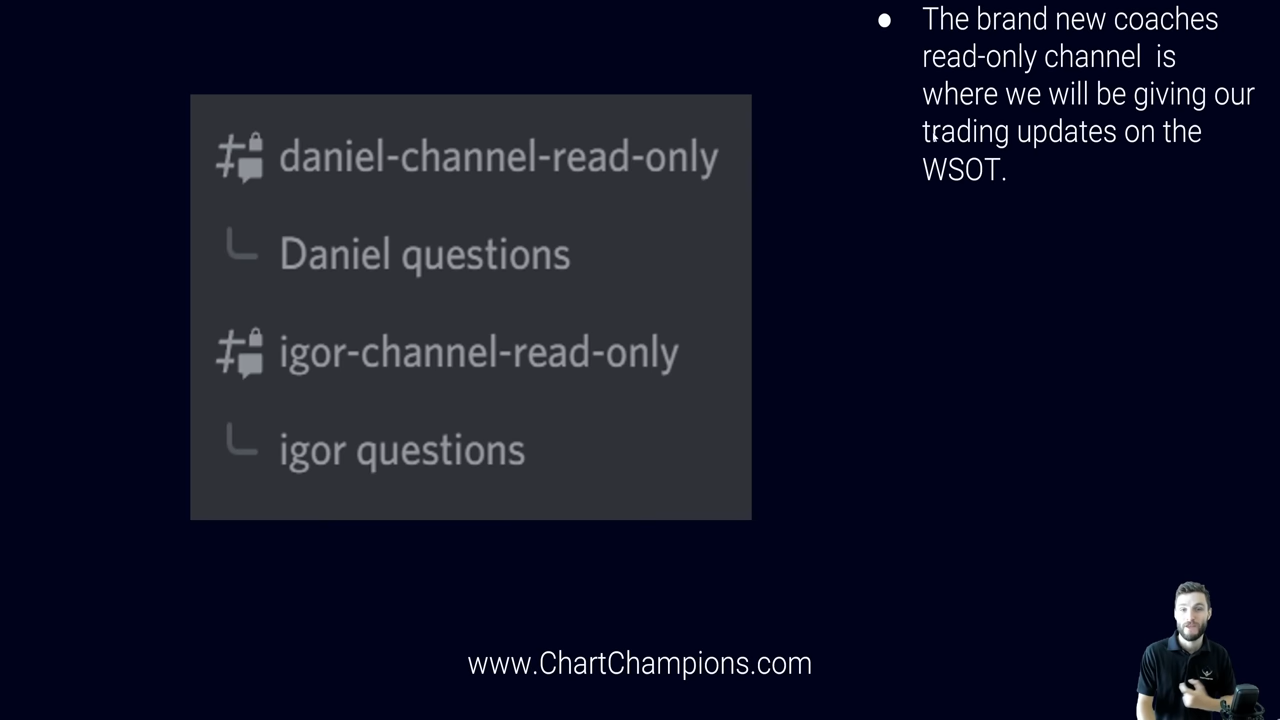 The brand new coaches
read-only channel is
where we will be giving our
trading updates on the
WSOT.
daniel-channel-read-only
Daniel questions
igor-channel-read-only
igor questions
www.ChartChampions.com